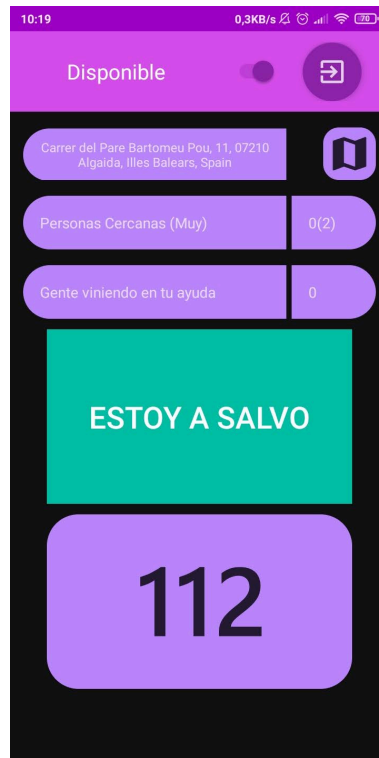 10:19 0,3KB/s 70
Disponible
Carrer del Pare Bartomeu Pou, 11, 07210
Algaida, Illes Balears, Spain
Personas Cercanas (Muy) 0(2)
Gente viniendo en tu ayuda 0
ESTOY A SALVO
112